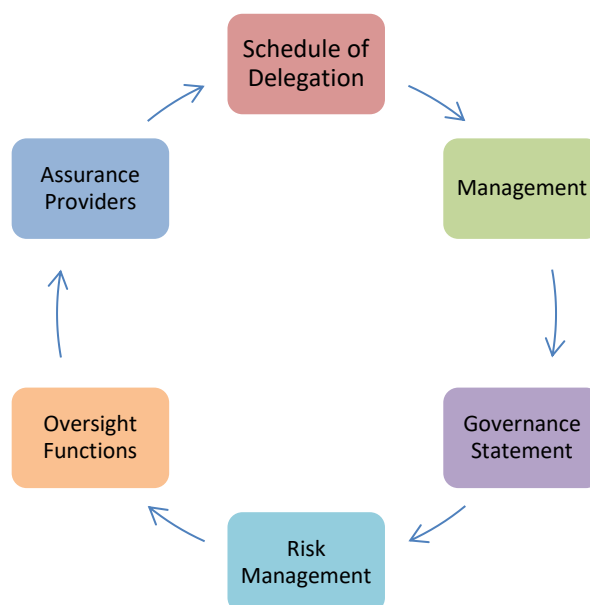 Schedule of
Delegation
Management
Governance
Statement
Risk
Management
Oversight
Functions
Assurance
Providers